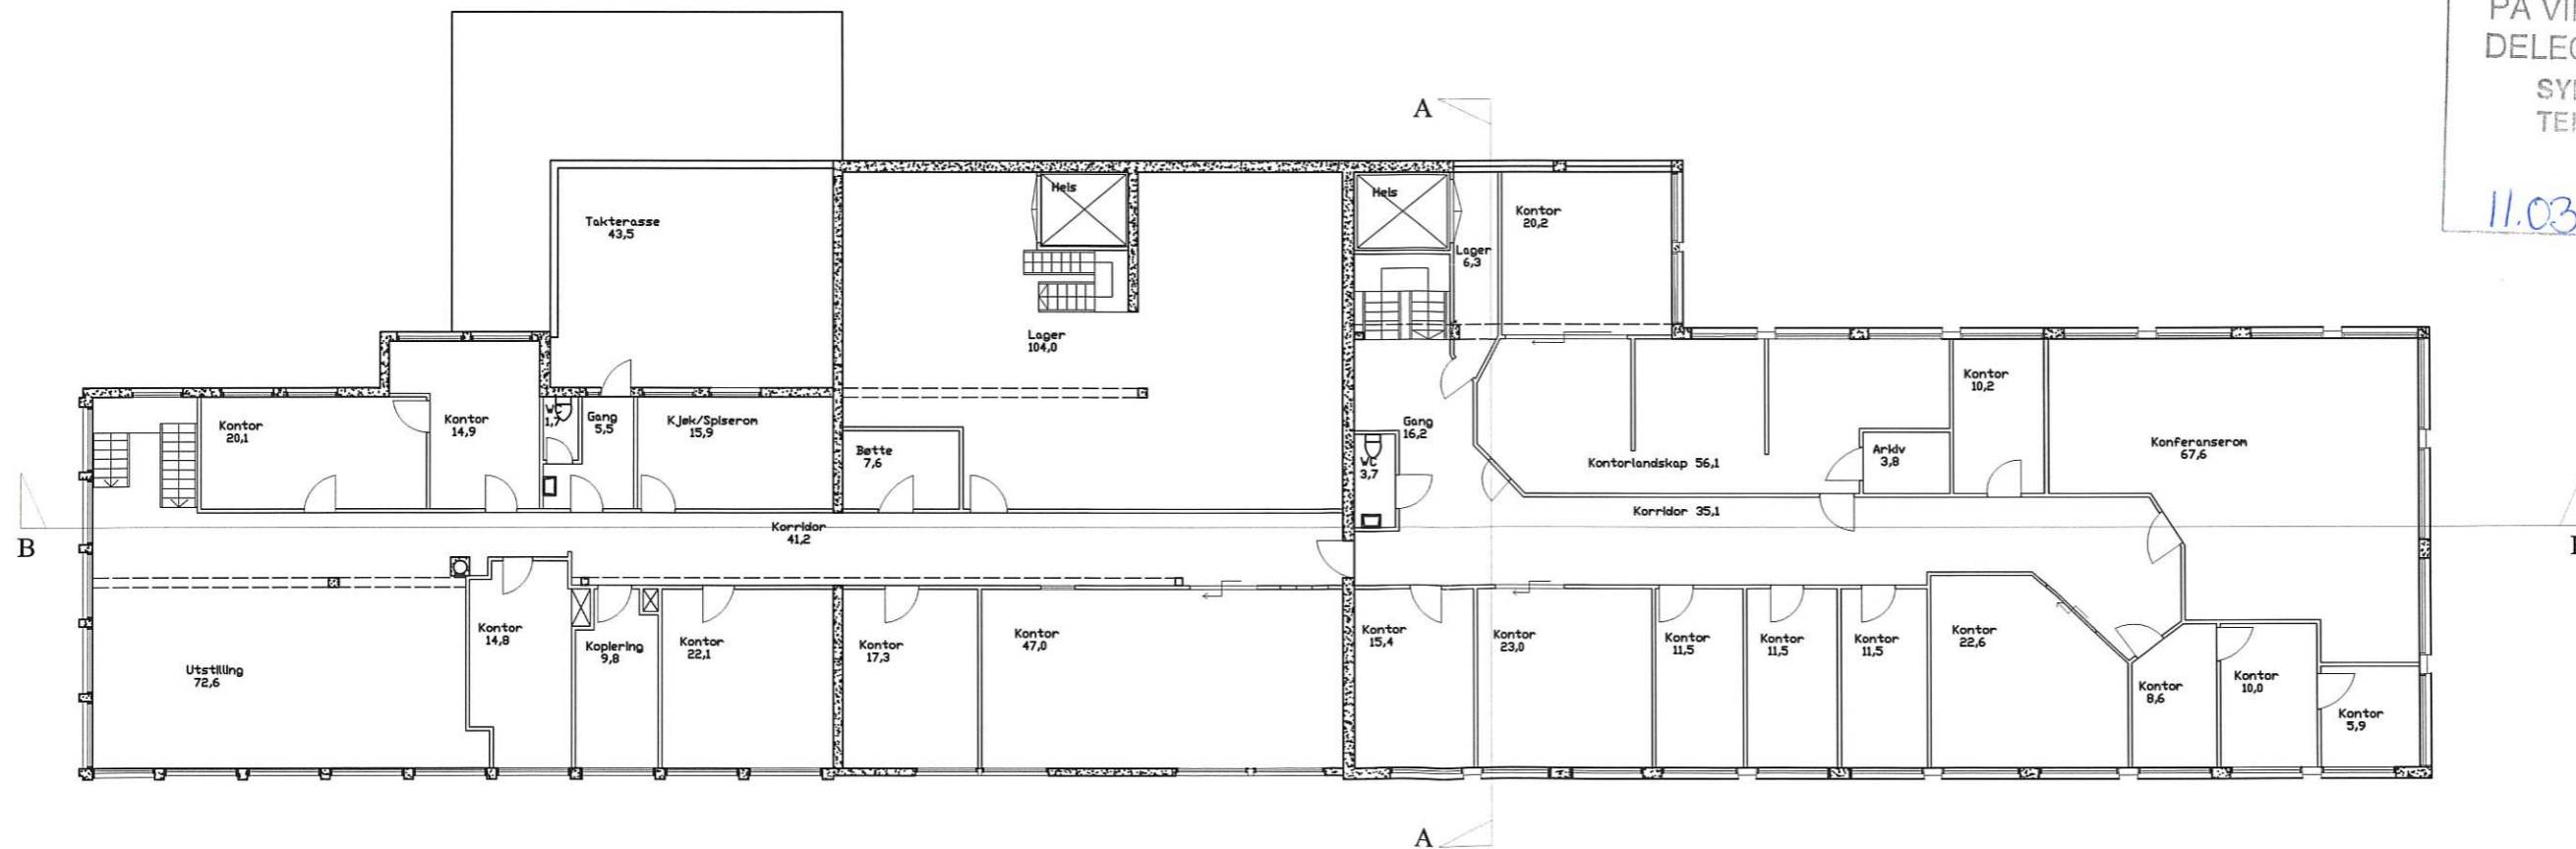 PÅ
11.03
A
Heis
Heis
Kontor
20,2
Takterasse
43,5
Lager
6,3
Lager
104,0
Kontor
10,2
Kontor
20,1
Kontor
14,9
WC
1,7
Gang
5,5
Kjøk/Spiserom
15,9
Gang
16,2
Bøtte
7,6
WC
3,7
Kontorlandskap 56,1
Arkiv
3,8
Konferanserom
67,6
Korridor
41,2
Korridor 35,1
B
Utstilling
72,6
Kontor
14,8
Kopiering
9,8
Kontor
22,1
Kontor
17,3
Kontor
47,0
Kontor
15,4
Kontor
23,0
Kontor
11,5
Kontor
11,5
Kontor
11,5
Kontor
22,6
Kontor
8,6
Kontor
10,0
Kontor
5,9
A